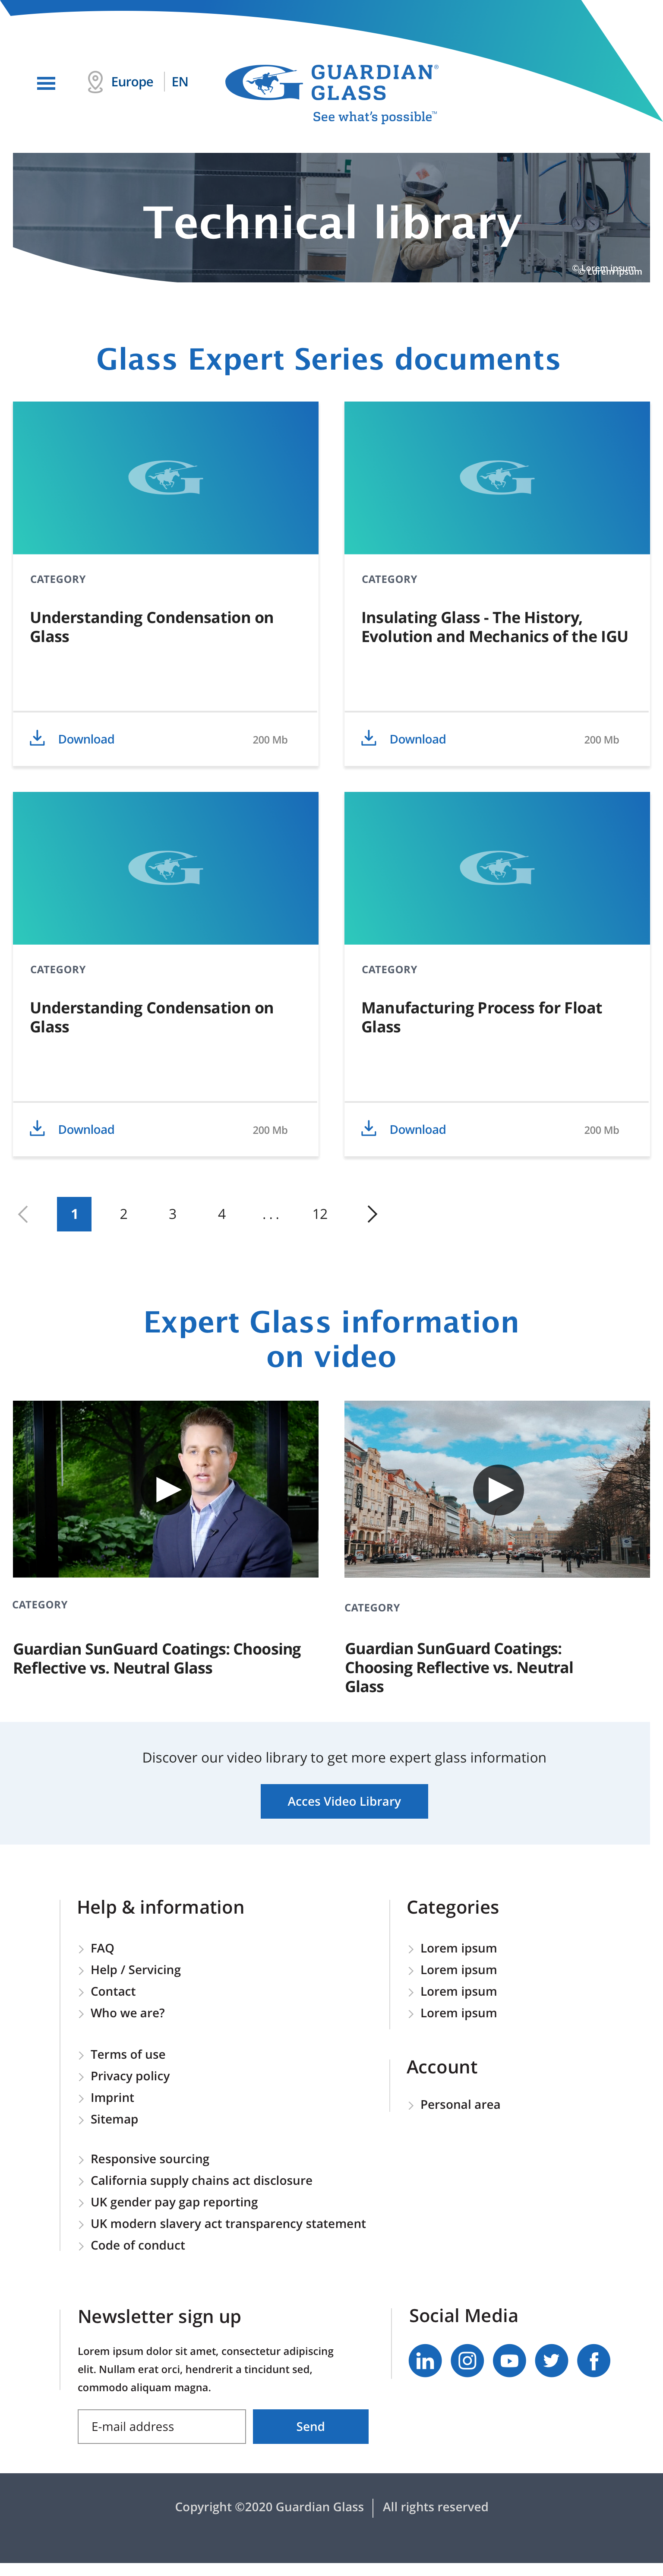 Europe
EN
GUARDIAN®
GLASS
See what's possible™
Technical library
© Lorem ipsum
© Lorem ipsum
Glass Expert Series documents
CATEGORY
Understanding Condensation on
Glass
Download
200 Mb
CATEGORY
Insulating Glass - The History,
Evolution and Mechanics of the IGU
Download
200 Mb
CATEGORY
Understanding Condensation on
Glass
Download
200 Mb
CATEGORY
Manufacturing Process for Float
Glass
Download
200 Mb
1 2 3 4 ... 12
Expert Glass information
on video
CATEGORY
Guardian SunGuard Coatings: Choosing
Reflective vs. Neutral Glass
CATEGORY
Guardian SunGuard Coatings:
Choosing Reflective vs. Neutral
Glass
Discover our video library to get more expert glass information
Acces Video Library
Help & information
FAQ
Help / Servicing
Contact
Who we are?
Terms of use
Privacy policy
Imprint
Sitemap
Responsive sourcing
California supply chains act disclosure
UK gender pay gap reporting
UK modern slavery act transparency statement
Code of conduct
Categories
Lorem ipsum
Lorem ipsum
Lorem ipsum
Lorem ipsum
Account
Personal area
Newsletter sign up
Lorem ipsum dolor sit amet, consectetur adipiscing
elit. Nullam erat orci, hendrerit a tincidunt sed,
commodo aliquam magna.
E-mail address
Send
Social Media
Copyright ©2020 Guardian Glass
All rights reserved